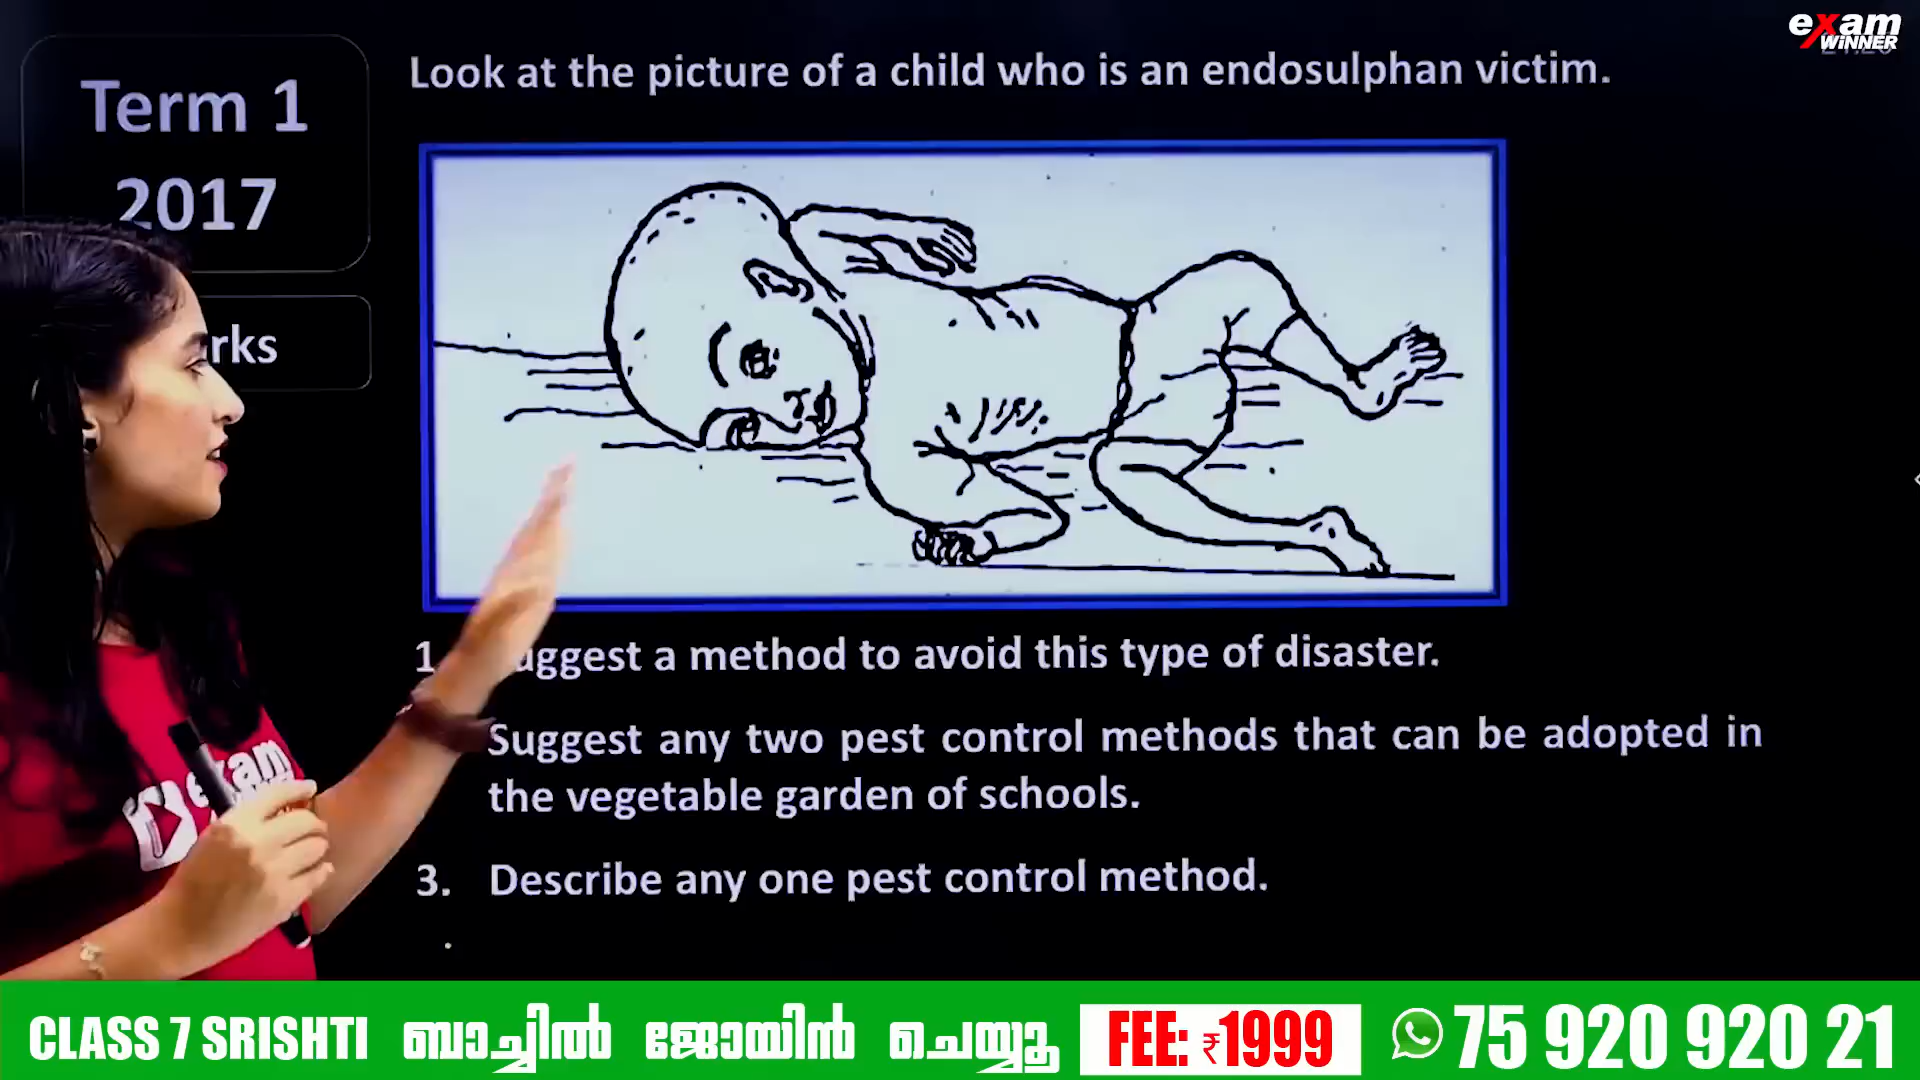 exam
WiNNER
Term 1
2017
Look at the picture of a child who is an endosulphan victim.
1. Suggest a method to avoid this type of disaster.
Suggest any two pest control methods that can be adopted in
the vegetable garden of schools.
3. Describe any one pest control method.
exam
CLASS 7 SRISHTI ബാച്ചിൽ ജോയിൻ ചെയ്യൂ FEE: ₹1999 75 920 920 21